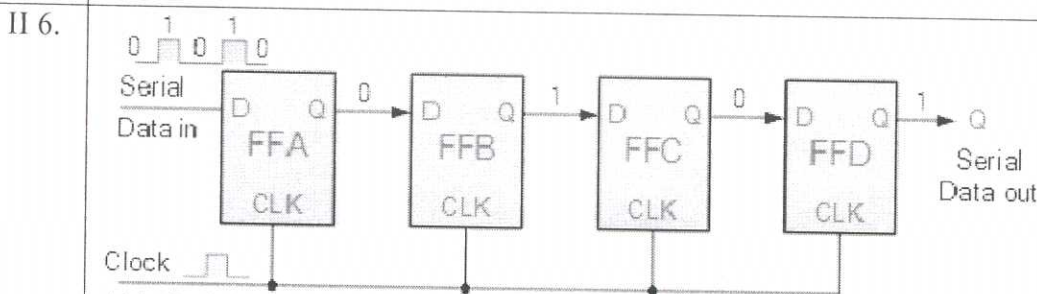 II 6.
1 1
0 0 0
Serial
Data in
D Q 0 D Q 1 D Q 0 D Q 1 Q
FFA FFB FFC FFD
Serial
Data out
CLK CLK CLK CLK
Clock